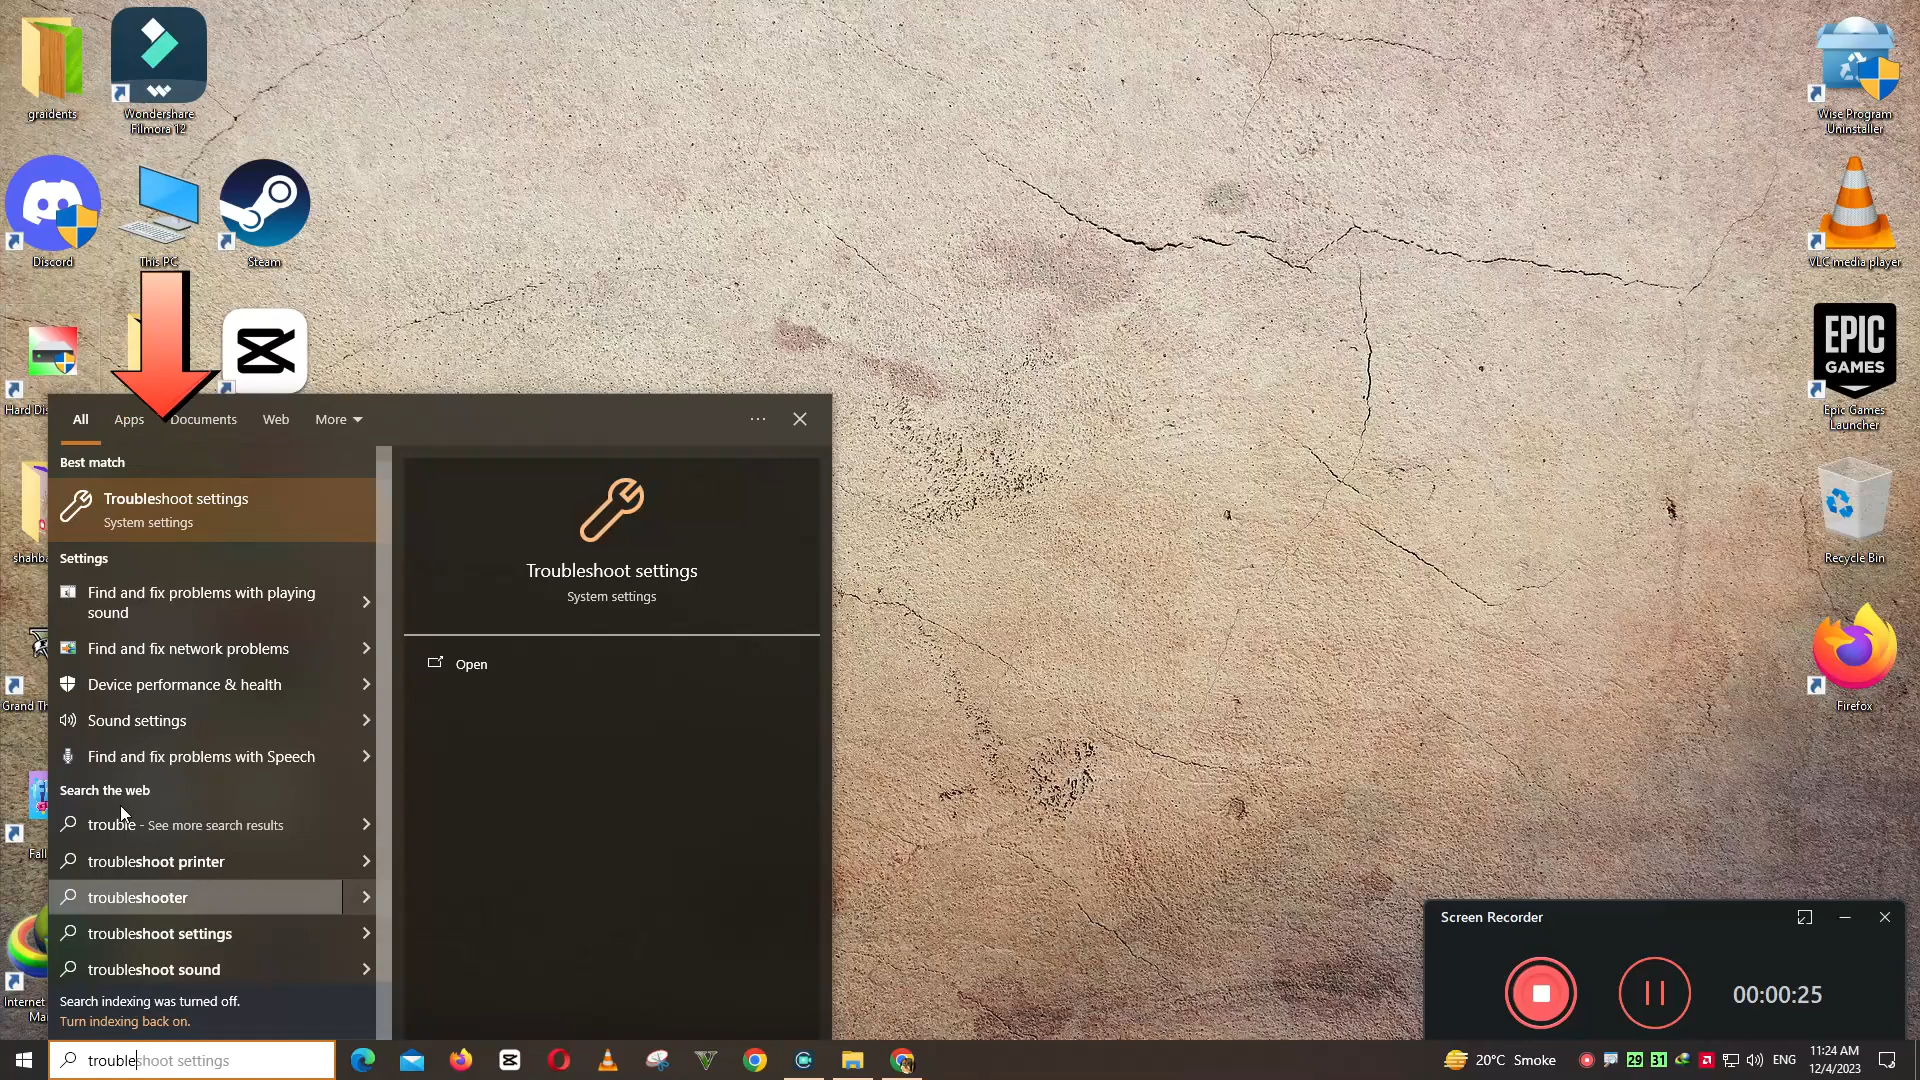 graidents
Wondershare
Filmora 12
Discord
This PC
Steam
Wise Program
Uninstaller
VLC media player
EPIC
GAMES
Epic Games
Launcher
Recycle Bin
Firefox
All
Apps
Documents
Web
More
Best match
Troubleshoot settings
System settings
Settings
Find and fix problems with playing
sound
Find and fix network problems
Device performance & health
Sound settings
Find and fix problems with Speech
Search the web
trouble - See more search results
troubleshoot printer
troubleshooter
troubleshoot settings
troubleshoot sound
Search indexing was turned off.
Turn indexing back on.
Troubleshoot settings
System settings
Open
Hard
Grand
Internet
Screen Recorder
00:00:25
troubleshoot settings
20°C Smoke
29
31
ENG
11:24 AM
12/4/2023